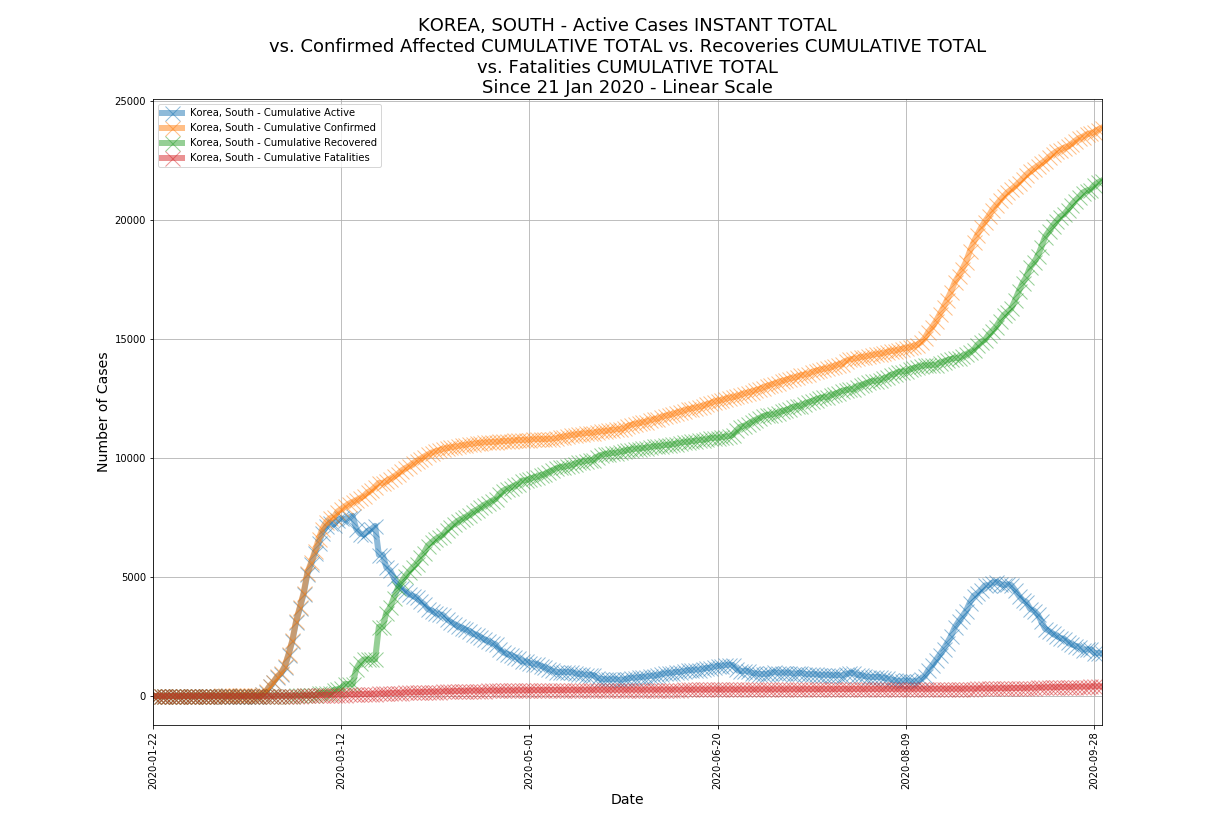 KOREA, SOUTH - Active Cases INSTANT TOTAL
vs. Confirmed Affected CUMULATIVE TOTAL vs. Recoveries CUMULATIVE TOTAL
vs. Fatalities CUMULATIVE TOTAL
Since 21 Jan 2020 - Linear Scale
Korea, South - Cumulative Active
Korea, South - Cumulative Confirmed
Korea, South - Cumulative Recovered
Korea, South - Cumulative Fatalities
Number of Cases
25000
20000
15000
10000
5000
0
2020-01-22
2020-03-12
2020-05-01
2020-06-20
2020-08-09
2020-09-28
Date